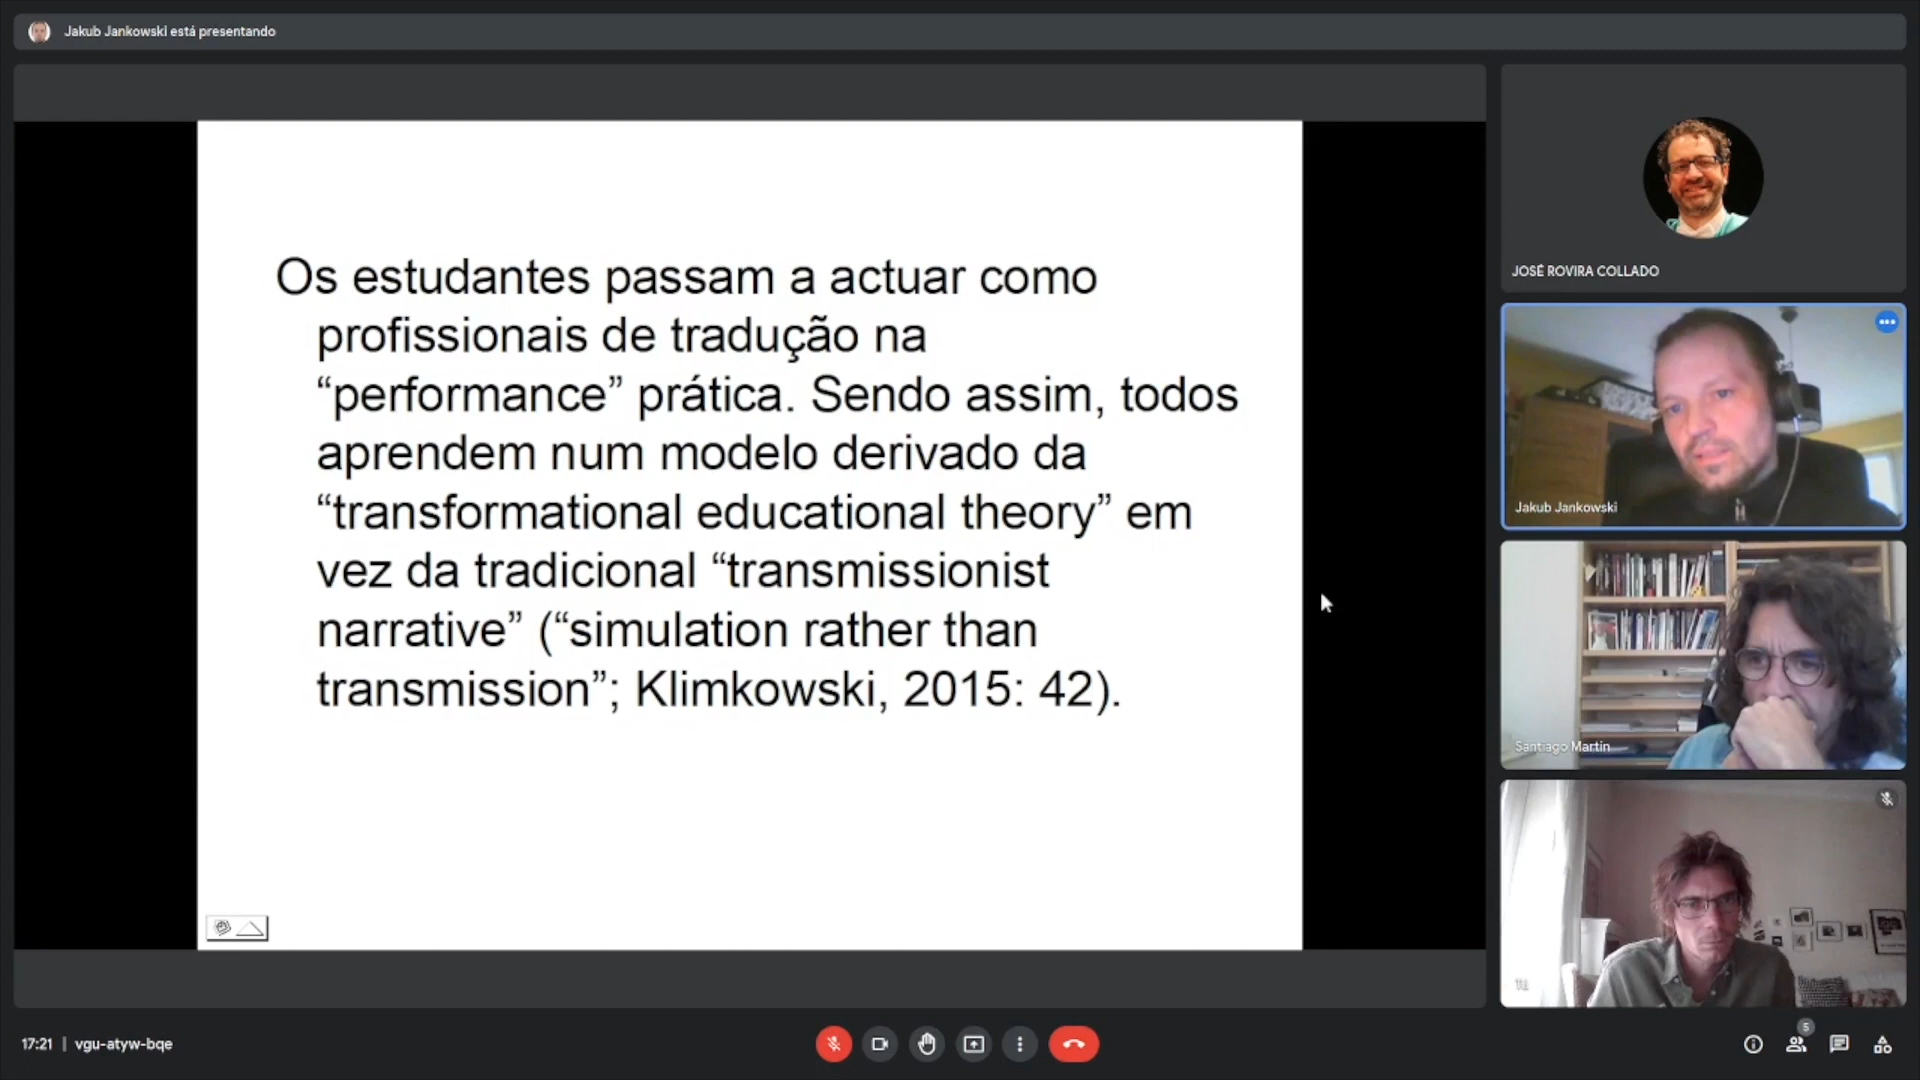 Jakub Jankowski está presentando
Os estudantes passam a actuar como
profissionais de tradução na
“performance” prática. Sendo assim, todos
aprendem num modelo derivado da
“transformational educational theory” em
vez da tradicional “transmissionist
narrative” (“simulation rather than
transmission”; Klimkowski, 2015: 42).
JOSÉ ROVIRA COLLADO
Jakub Jankowski
Santiago Martin
Tú
17:21 | vgu-atyw-bqe
5